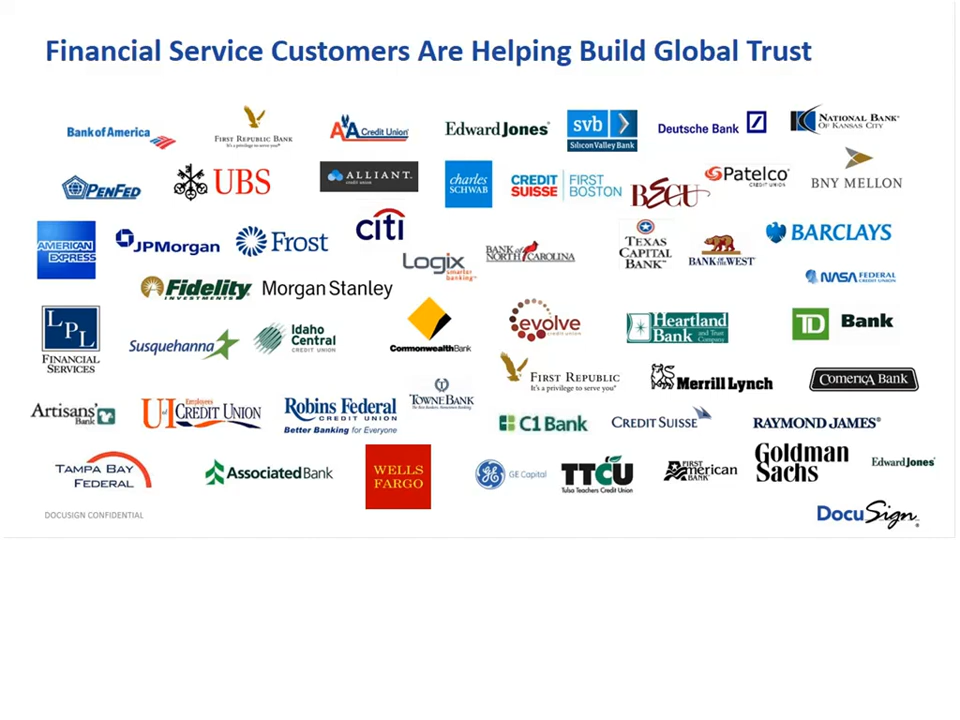 Financial Service Customers Are Helping Build Global Trust
Bank of America
FIRST REPUBLIC BANK
It's a privilege to serve you®
AA Credit Union®
Edward Jones®
svb
Silicon Valley Bank
Deutsche Bank
NATIONAL BANK
OF KANSAS CITY
PENFED
UBS
ALLIANT
credit union
charles
SCHWAB
CREDIT
SUISSE
FIRST
BOSTON
BECU
Patelco
CREDIT UNION
BNY MELLON
AMERICAN
EXPRESS
JPMorgan
Frost
citi
Logix
smarter
banking™
BANK of
NORTH CAROLINA
TEXAS
CAPITAL
BANK™
BANK OF THE WEST
BARCLAYS
NASA FEDERAL
CREDIT UNION
Fidelity
INVESTMENTS
Morgan Stanley
LPL
FINANCIAL
SERVICES
Susquehanna
Idaho
Central
CREDIT UNION
CommonwealthBank
evolve
CREDIT UNION
Heartland
Bank
and Trust
Company
TD
Bank
FIRST REPUBLIC
It's a privilege to serve you®
Merrill Lynch
COMERICA BANK
Artisans'
Bank
UI
Employees
of
CREDIT UNION
Robins Federal
CREDIT UNION
Better Banking for Everyone
TOWNEBANK
C1 Bank
CREDIT SUISSE
RAYMOND JAMES®
TAMPA BAY
FEDERAL
Associated Bank
WELLS
FARGO
GE Capital
TTCU
Tulsa Teachers Credit Union
FIRST
American
BANK
Goldman
Sachs
Edward Jones®
DOCUSIGN CONFIDENTIAL
DocuSign